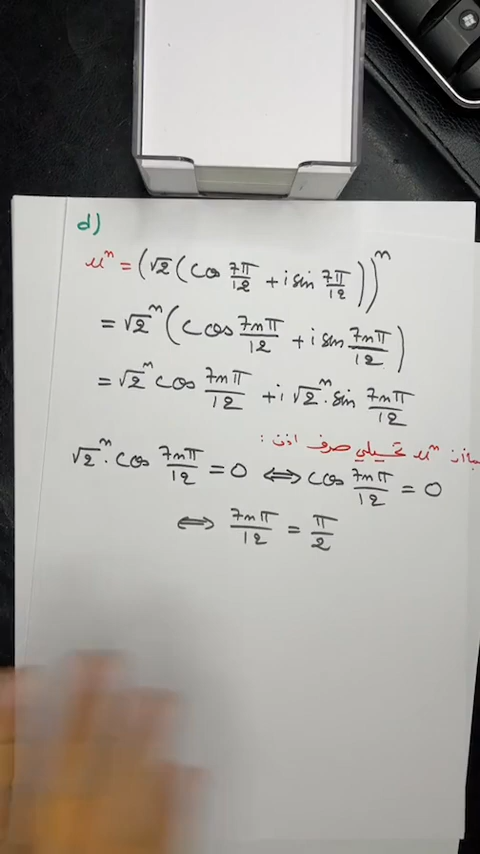 d)
u^n = (√2 (cos 7π/12 + i sin 7π/12))^n
= √2^n (cos 7nπ/12 + i sin 7nπ/12)
= √2^n cos 7nπ/12 + i √2^n . sin 7nπ/12
u^n تخيلي صرف اذن :
√2^n . cos 7nπ/12 = 0 ⟺ cos 7nπ/12 = 0
⟺ 7nπ/12 = π/2